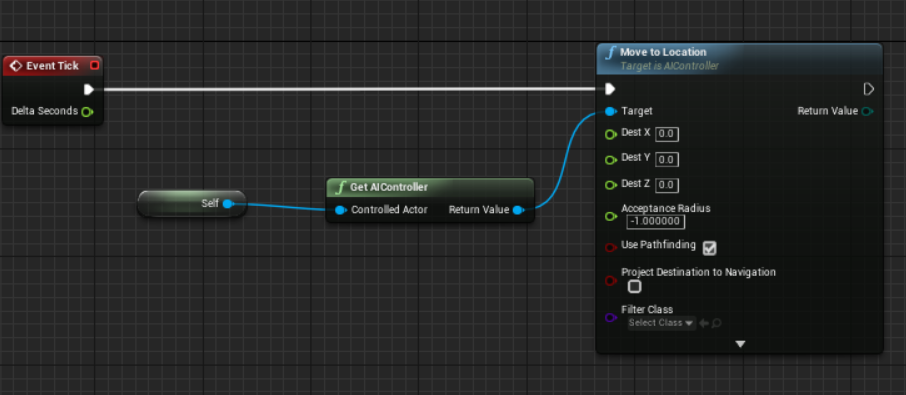 Event Tick
Delta Seconds
Self
f Get AIController
Controlled Actor Return Value
f Move to Location
Target is AIController
Target Return Value
Dest X 0.0
Dest Y 0.0
Dest Z 0.0
Acceptance Radius
-1.000000
Use Pathfinding
Project Destination to Navigation
Filter Class
Select Class